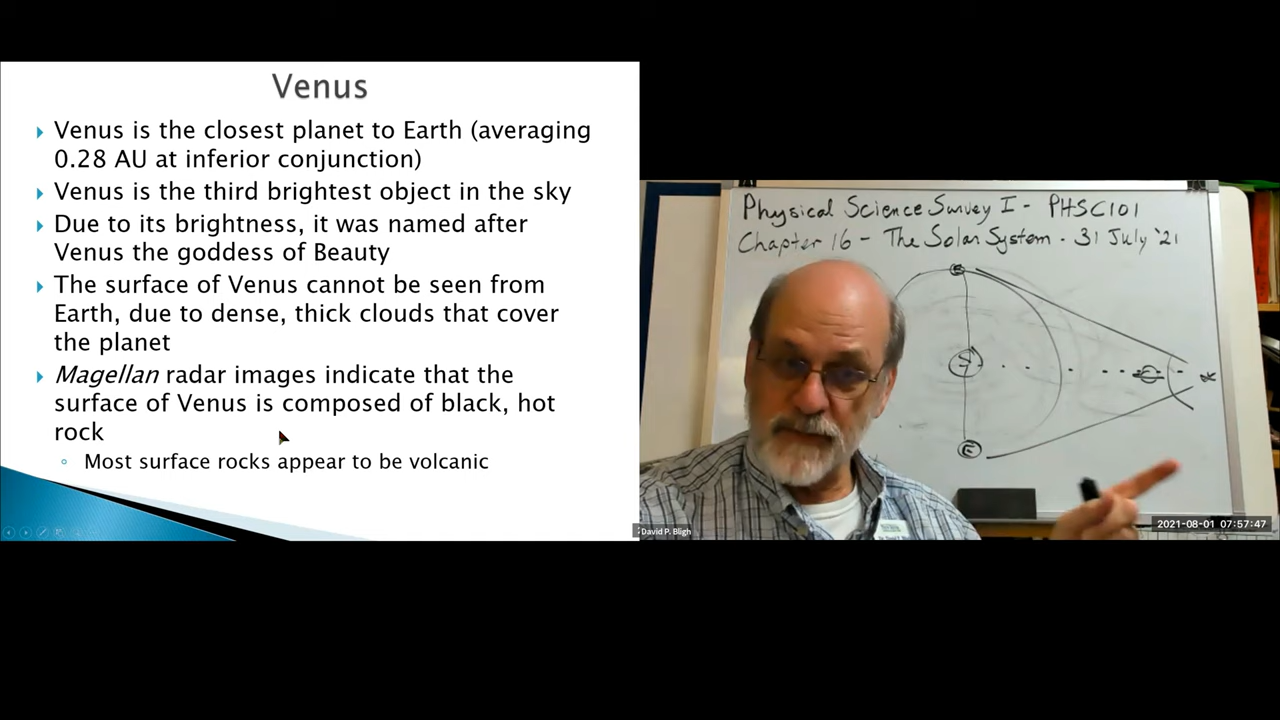 Venus
Venus is the closest planet to Earth (averaging
0.28 AU at inferior conjunction)
Venus is the third brightest object in the sky
Due to its brightness, it was named after
Venus the goddess of Beauty
The surface of Venus cannot be seen from
Earth, due to dense, thick clouds that cover
the planet
Magellan radar images indicate that the
surface of Venus is composed of black, hot
rock
Most surface rocks appear to be volcanic
Physical Science Survey I - PHSC101
Chapter 16 - The Solar System - 31 July '21
E
E
David P. Bligh
2021-08-01 07:57:47